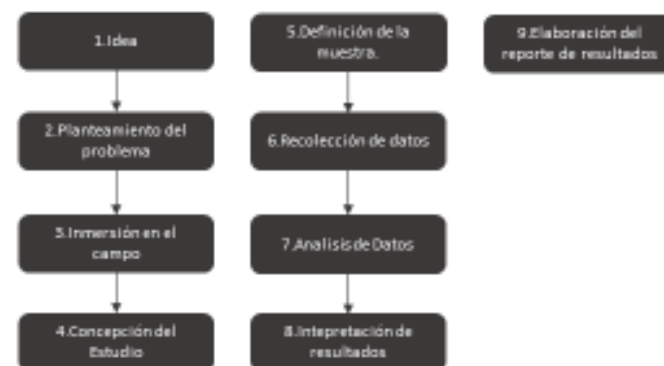 1.Idea
2.Planteamiento del
problema
3.Inmersión en el
campo
4.Concepción del
Estudio
5.Definición de la
muestra.
6.Recolección de datos
7.Analisis de Datos
8.Intepretación de
resultados
9.Elaboración del
reporte de resultados